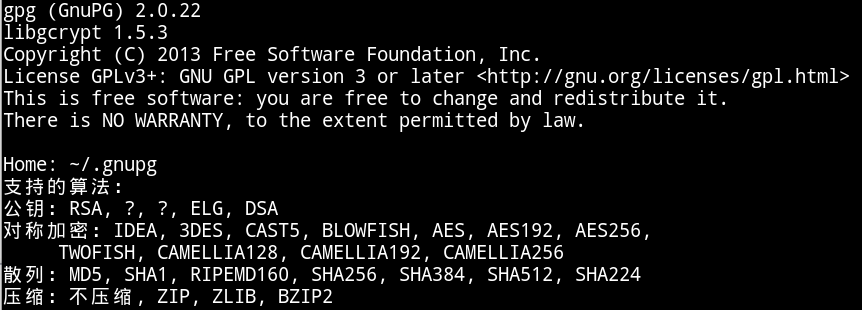 gpg (GnuPG) 2.0.22
libgcrypt 1.5.3
Copyright (C) 2013 Free Software Foundation, Inc.
License GPLv3+: GNU GPL version 3 or later <http://gnu.org/licenses/gpl.html>
This is free software: you are free to change and redistribute it.
There is NO WARRANTY, to the extent permitted by law.
Home: ~/.gnupg
支持的算法:
公钥: RSA, ?, ?, ELG, DSA
对称加密: IDEA, 3DES, CAST5, BLOWFISH, AES, AES192, AES256,
TWOFISH, CAMELLIA128, CAMELLIA192, CAMELLIA256
散列: MD5, SHA1, RIPEMD160, SHA256, SHA384, SHA512, SHA224
压缩: 不压缩, ZIP, ZLIB, BZIP2